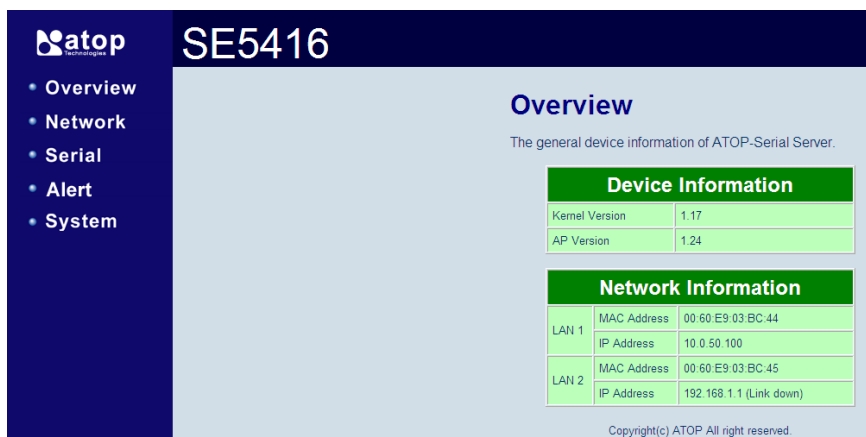 atop
Technologies
SE5416
Overview
Network
Serial
Alert
System
Overview
The general device information of ATOP-Serial Server.
Device Information
Kernel Version 1.17
AP Version 1.24
Network Information
LAN 1
MAC Address 00:60:E9:03:BC:44
IP Address 10.0.50.100
LAN 2
MAC Address 00:60:E9:03:BC:45
IP Address 192.168.1.1 (Link down)
Copyright(c) ATOP All right reserved.